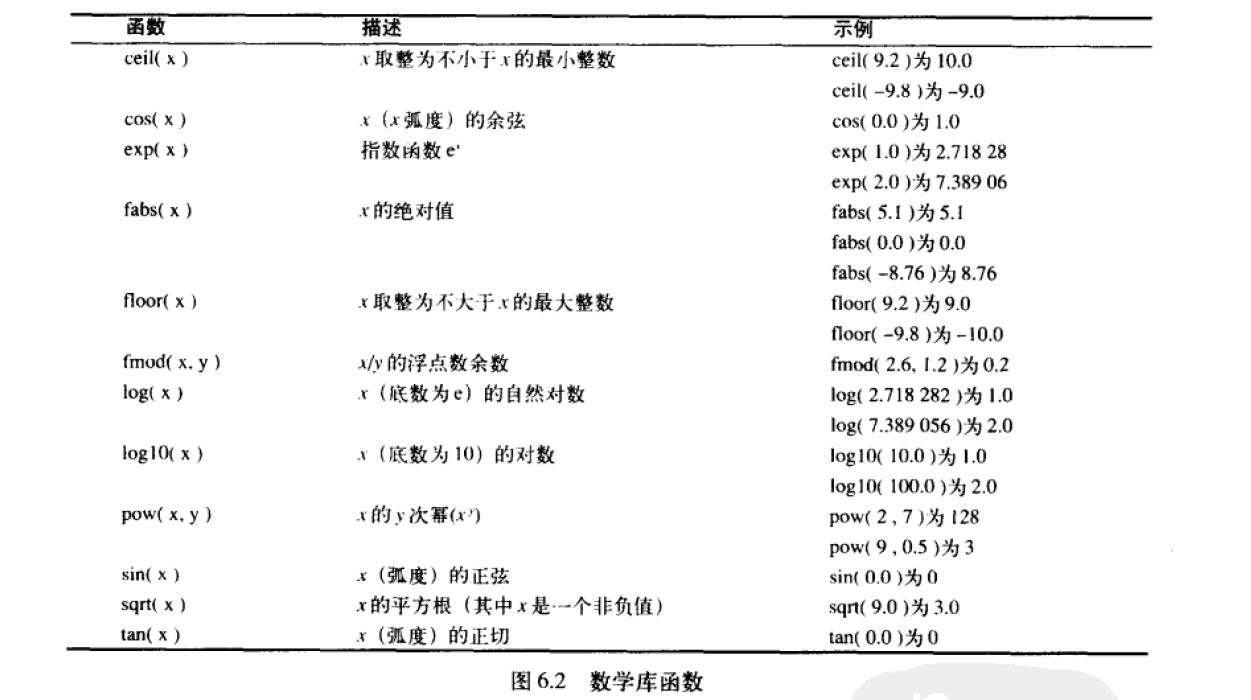 函数 描述 示例
ceil( x ) x 取整为不小于 x 的最小整数 ceil( 9.2 )为 10.0
ceil( -9.8 )为 -9.0
cos( x ) x（x 弧度）的余弦 cos( 0.0 )为 1.0
exp( x ) 指数函数 eˣ exp( 1.0 )为 2.718 28
exp( 2.0 )为 7.389 06
fabs( x ) x 的绝对值 fabs( 5.1 )为 5.1
fabs( 0.0 )为 0.0
fabs( -8.76 )为 8.76
floor( x ) x 取整为不大于 x 的最大整数 floor( 9.2 )为 9.0
floor( -9.8 )为 -10.0
fmod( x, y ) x/y 的浮点数余数 fmod( 2.6, 1.2 )为 0.2
log( x ) x（底数为 e）的自然对数 log( 2.718 282 )为 1.0
log( 7.389 056 )为 2.0
log10( x ) x（底数为 10）的对数 log10( 10.0 )为 1.0
log10( 100.0 )为 2.0
pow( x, y ) x 的 y 次幂(xʸ) pow( 2 , 7 )为 128
pow( 9 , 0.5 )为 3
sin( x ) x（弧度）的正弦 sin( 0.0 )为 0
sqrt( x ) x 的平方根（其中 x 是一个非负值） sqrt( 9.0 )为 3.0
tan( x ) x（弧度）的正切 tan( 0.0 )为 0
图 6.2 数学库函数